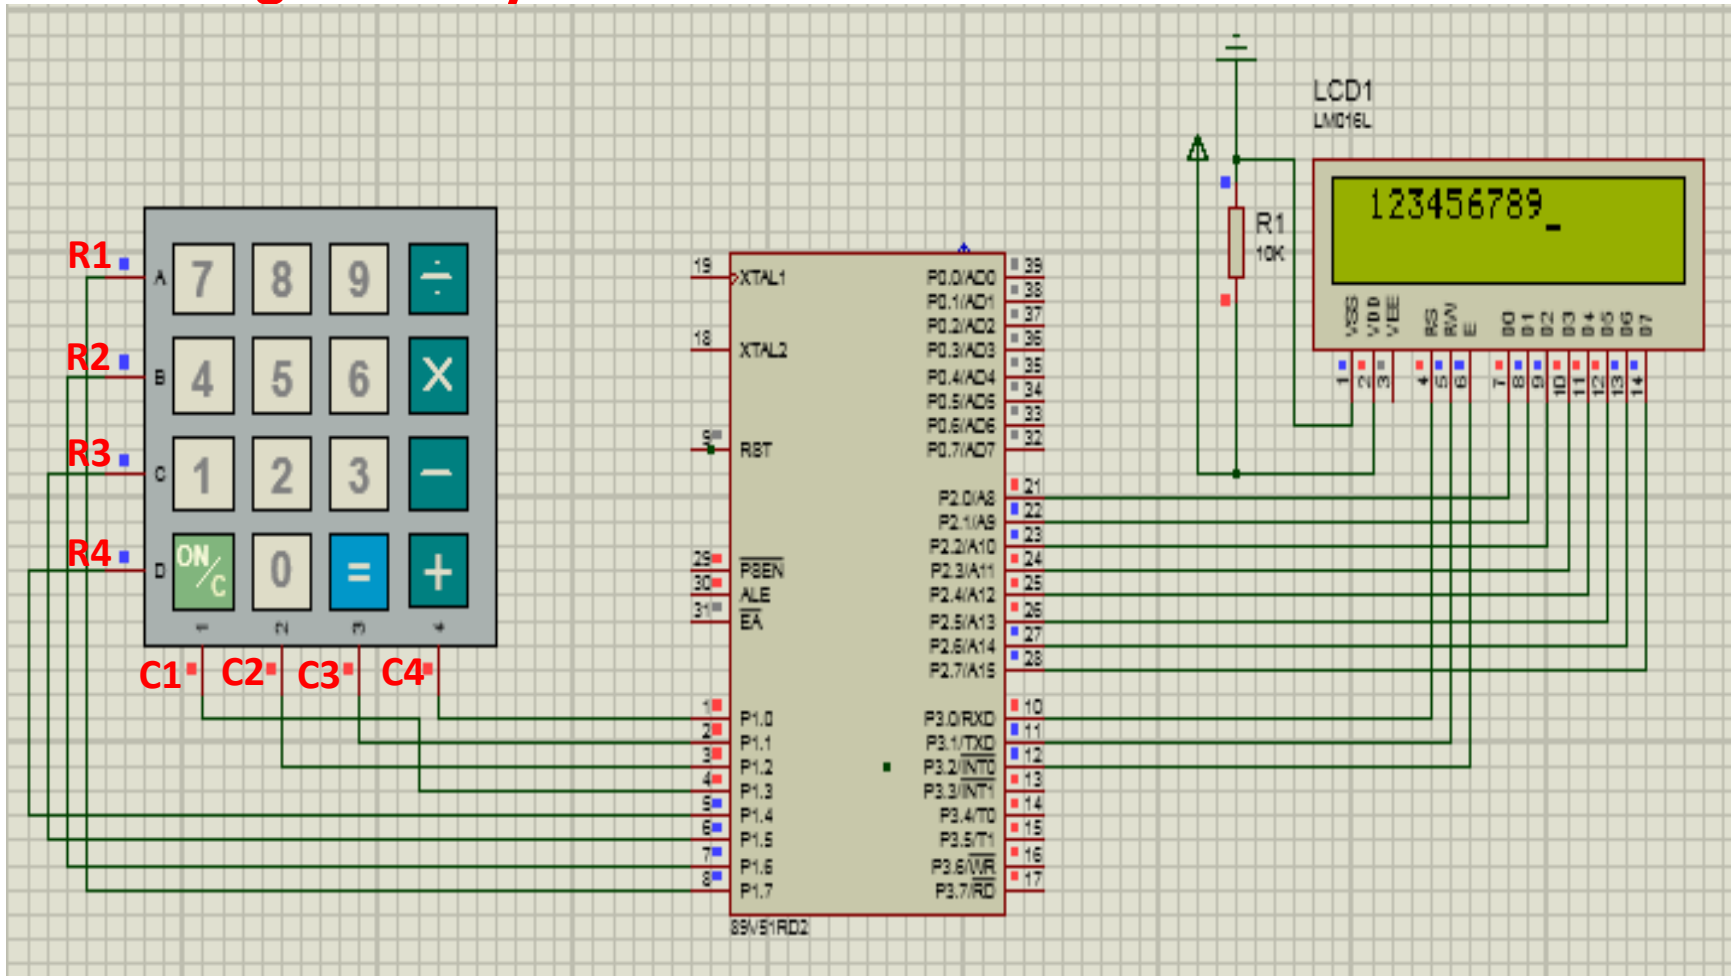 LCD1
LM016L
123456789_
R1
10K
VSS
VDD
VEE
RS
RW
E
D0
D1
D2
D3
D4
D5
D6
D7
1
2
3
4
5
6
7
8
9
10
11
12
13
14
R1
A
7
8
9
÷
R2
B
4
5
6
X
R3
C
1
2
3
−
R4
D
ON/C
0
=
+
1
2
3
4
C1
C2
C3
C4
19
XTAL1
18
XTAL2
9
RST
29
PSEN
30
ALE
31
EA
1
P1.0
2
P1.1
3
P1.2
4
P1.3
5
P1.4
6
P1.5
7
P1.6
8
P1.7
P0.0/AD0
39
P0.1/AD1
38
P0.2/AD2
37
P0.3/AD3
36
P0.4/AD4
35
P0.5/AD5
34
P0.6/AD6
33
P0.7/AD7
32
P2.0/A8
21
P2.1/A9
22
P2.2/A10
23
P2.3/A11
24
P2.4/A12
25
P2.5/A13
26
P2.6/A14
27
P2.7/A15
28
P3.0/RXD
10
P3.1/TXD
11
P3.2/INT0
12
P3.3/INT1
13
P3.4/T0
14
P3.5/T1
15
P3.6/WR
16
P3.7/RD
17
89V51RD2